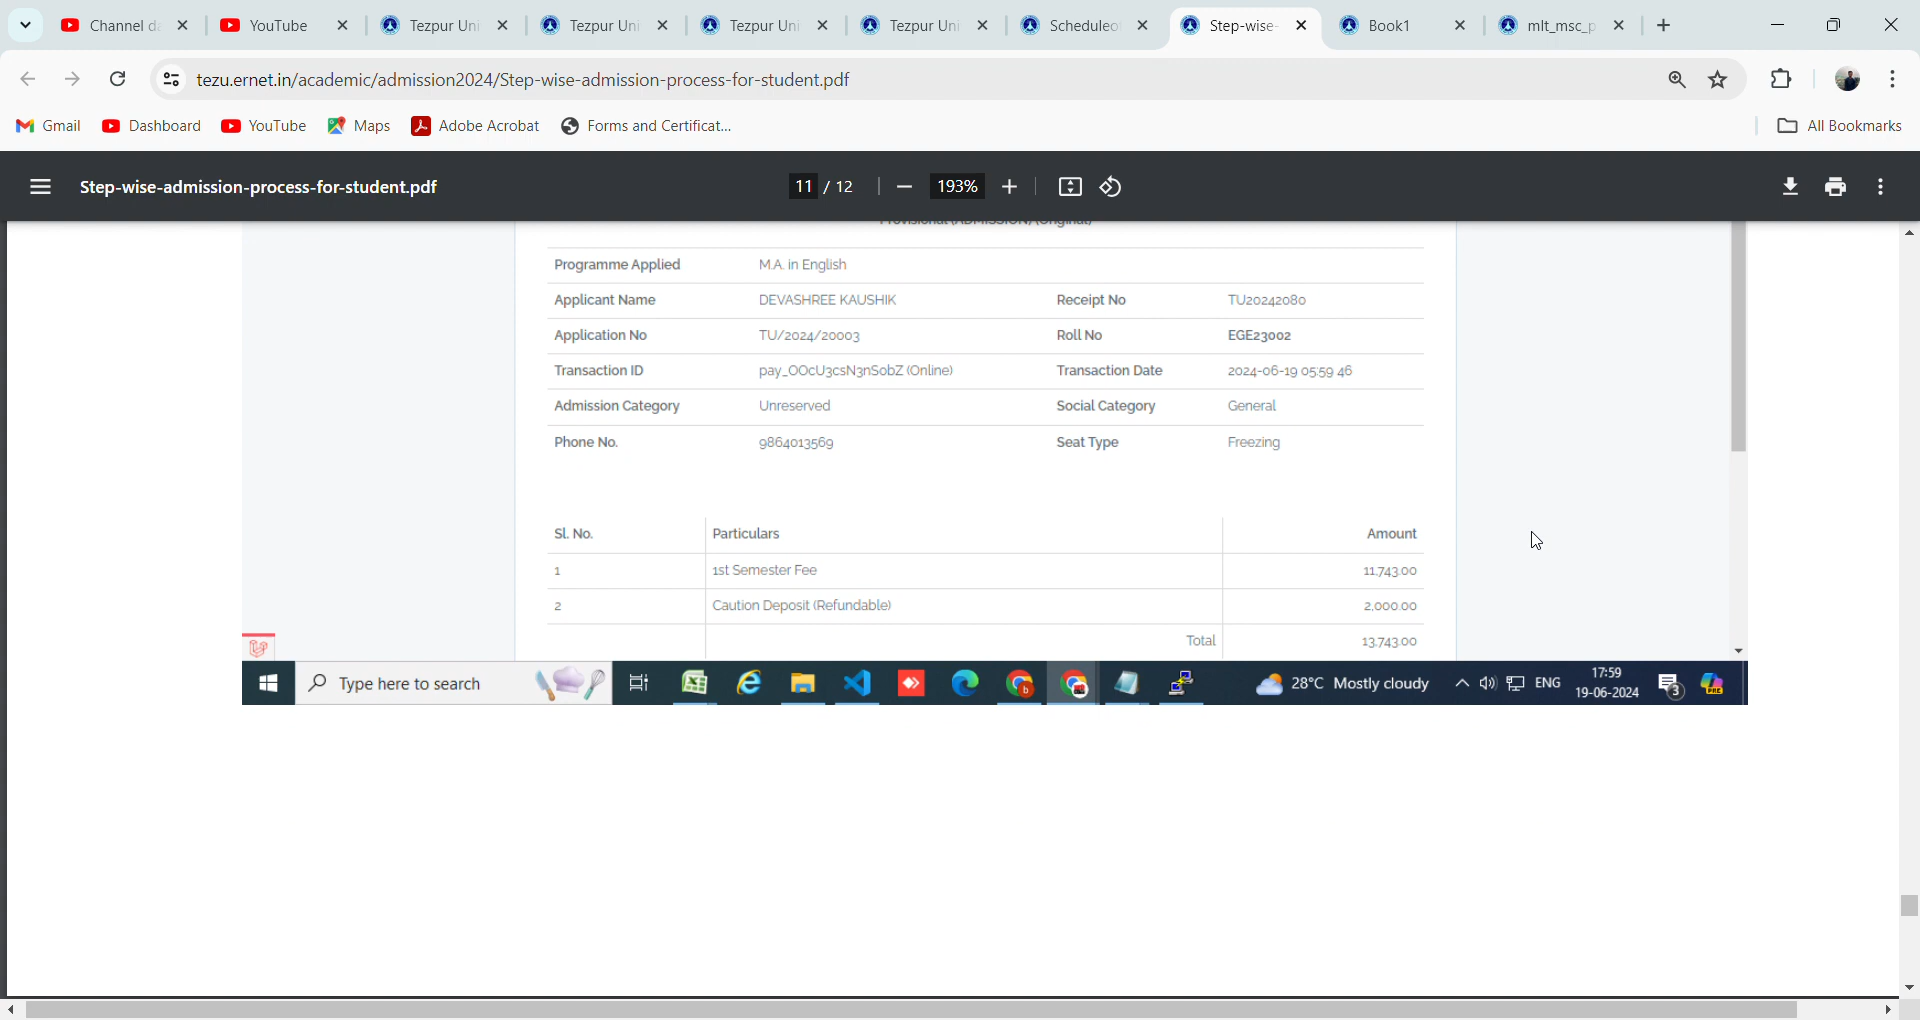 Channel d
YouTube
Tezpur Uni
Tezpur Uni
Tezpur Uni
Tezpur Uni
Scheduleo
Step-wise-
Book1
mlt_msc_p
tezu.ernet.in/academic/admission2024/Step-wise-admission-process-for-student.pdf
Gmail Dashboard YouTube Maps Adobe Acrobat Forms and Certificat... All Bookmarks
Step-wise-admission-process-for-student.pdf 11 / 12 193%
Provisional (ADMISSION) (Original)
Programme Applied M.A. in English
Applicant Name DEVASHREE KAUSHIK Receipt No TU20242080
Application No TU/2024/20003 Roll No EGE23002
Transaction ID pay_OOcU3csN3nSobZ (Online) Transaction Date 2024-06-19 05:59 46
Admission Category Unreserved Social Category General
Phone No. 9864013569 Seat Type Freezing
Sl. No. Particulars Amount
1 1st Semester Fee 11,743.00
2 Caution Deposit (Refundable) 2,000.00
Total 13,743.00
Type here to search 28°C Mostly cloudy ENG 17:59
19-06-2024 3 PRE